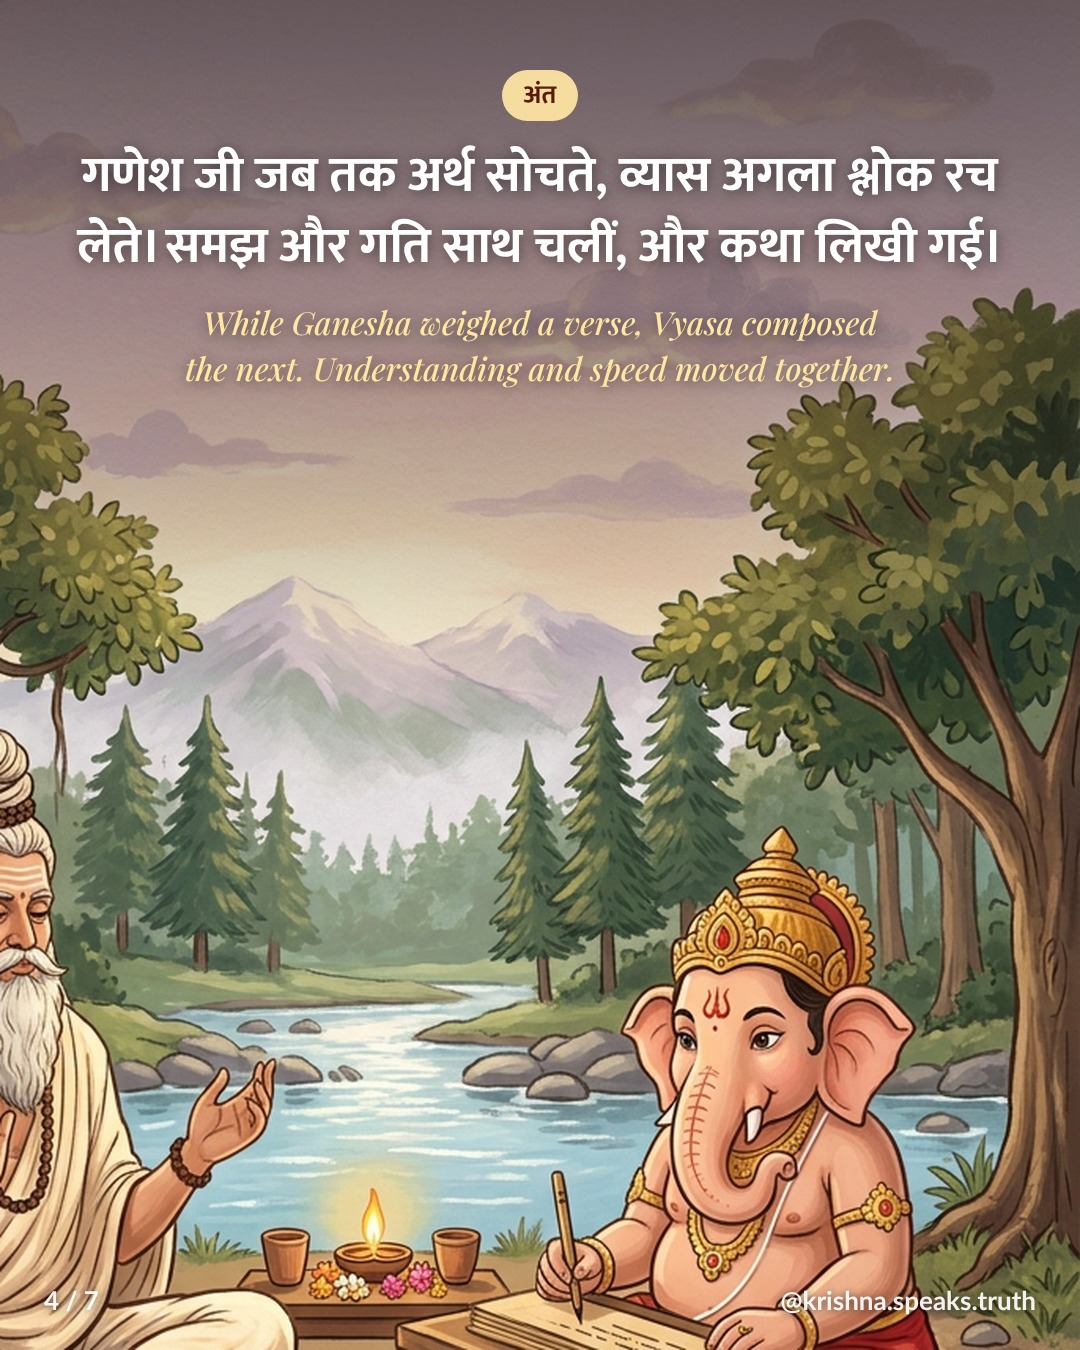 अंत
गणेश जी जब तक अर्थ सोचते, व्यास अगला श्लोक रच
लेते। समझ और गति साथ चलीं, और कथा लिखी गई।
While Ganesha weighed a verse, Vyasa composed
the next. Understanding and speed moved together.
4 / 7
@krishna.speaks.truth